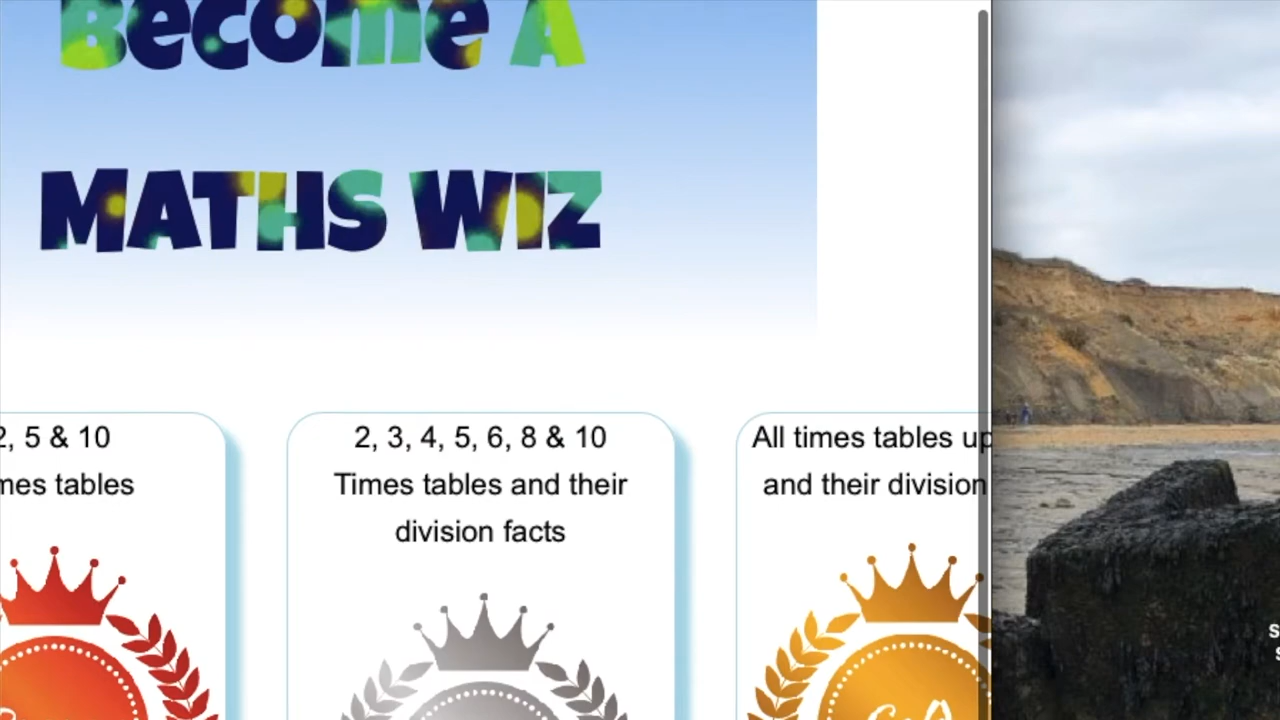 Become A
MATHS WIZ
2, 5 & 10
2, 3, 4, 5, 6, 8 & 10
All times tables up
tables
Times tables and their
and their division
division facts